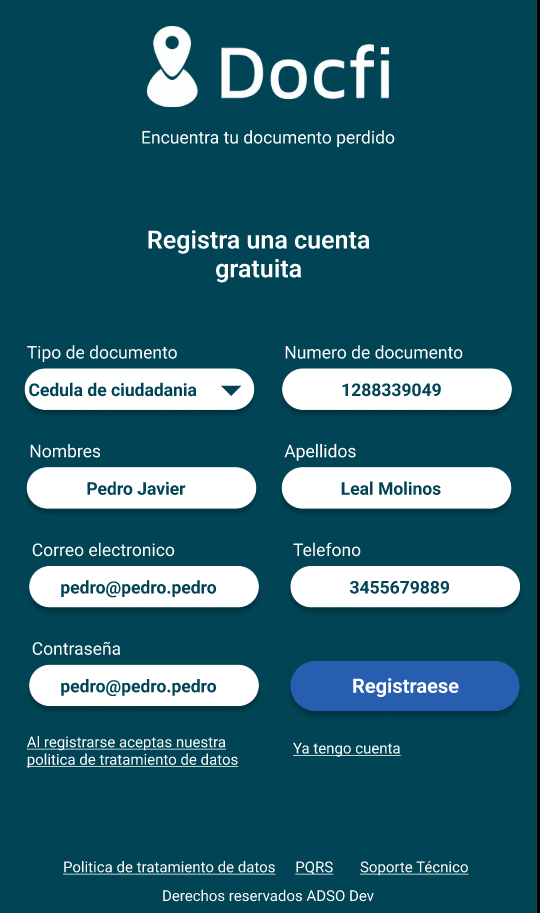 Docfi
Encuentra tu documento perdido
Registra una cuenta
gratuita
Tipo de documento
Numero de documento
Cedula de ciudadania
1288339049
Nombres
Apellidos
Pedro Javier
Leal Molinos
Correo electronico
Telefono
pedro@pedro.pedro
3455679889
Contraseña
pedro@pedro.pedro
Registraese
Al registrarse aceptas nuestra
politica de tratamiento de datos
Ya tengo cuenta
Politica de tratamiento de datos
PQRS
Soporte Técnico
Derechos reservados ADSO Dev